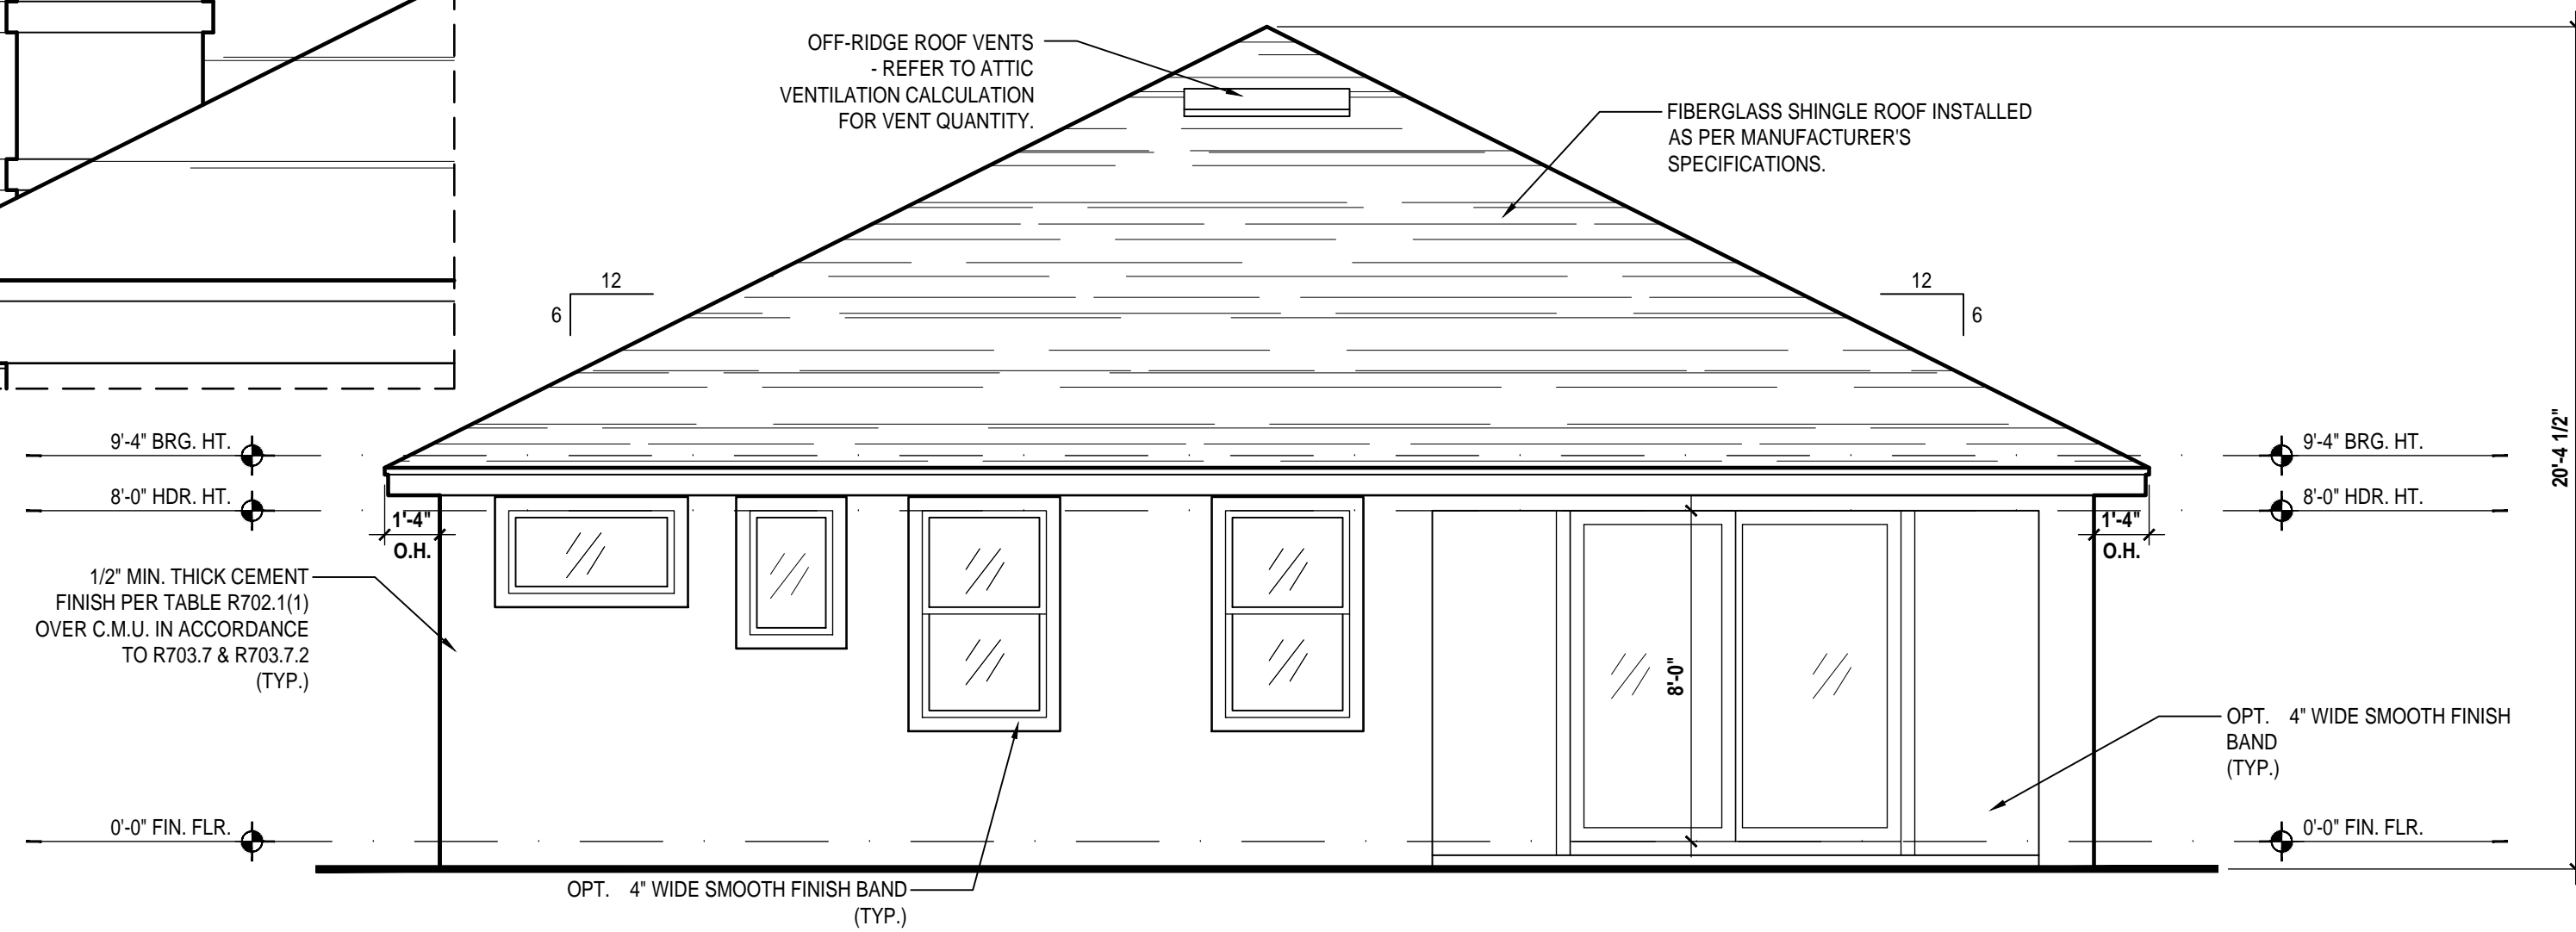 OFF-RIDGE ROOF VENTS
- REFER TO ATTIC
VENTILATION CALCULATION
FOR VENT QUANTITY.
FIBERGLASS SHINGLE ROOF INSTALLED
AS PER MANUFACTURER'S
SPECIFICATIONS.
12
6
12
6
9'-4" BRG. HT.
9'-4" BRG. HT.
20'-4 1/2"
8'-0" HDR. HT.
8'-0" HDR. HT.
1'-4"
O.H.
1'-4"
O.H.
1/2" MIN. THICK CEMENT
FINISH PER TABLE R702.1(1)
OVER C.M.U. IN ACCORDANCE
TO R703.7 & R703.7.2
(TYP.)
8'-0"
OPT. 4" WIDE SMOOTH FINISH
BAND
(TYP.)
0'-0" FIN. FLR.
0'-0" FIN. FLR.
OPT. 4" WIDE SMOOTH FINISH BAND
(TYP.)